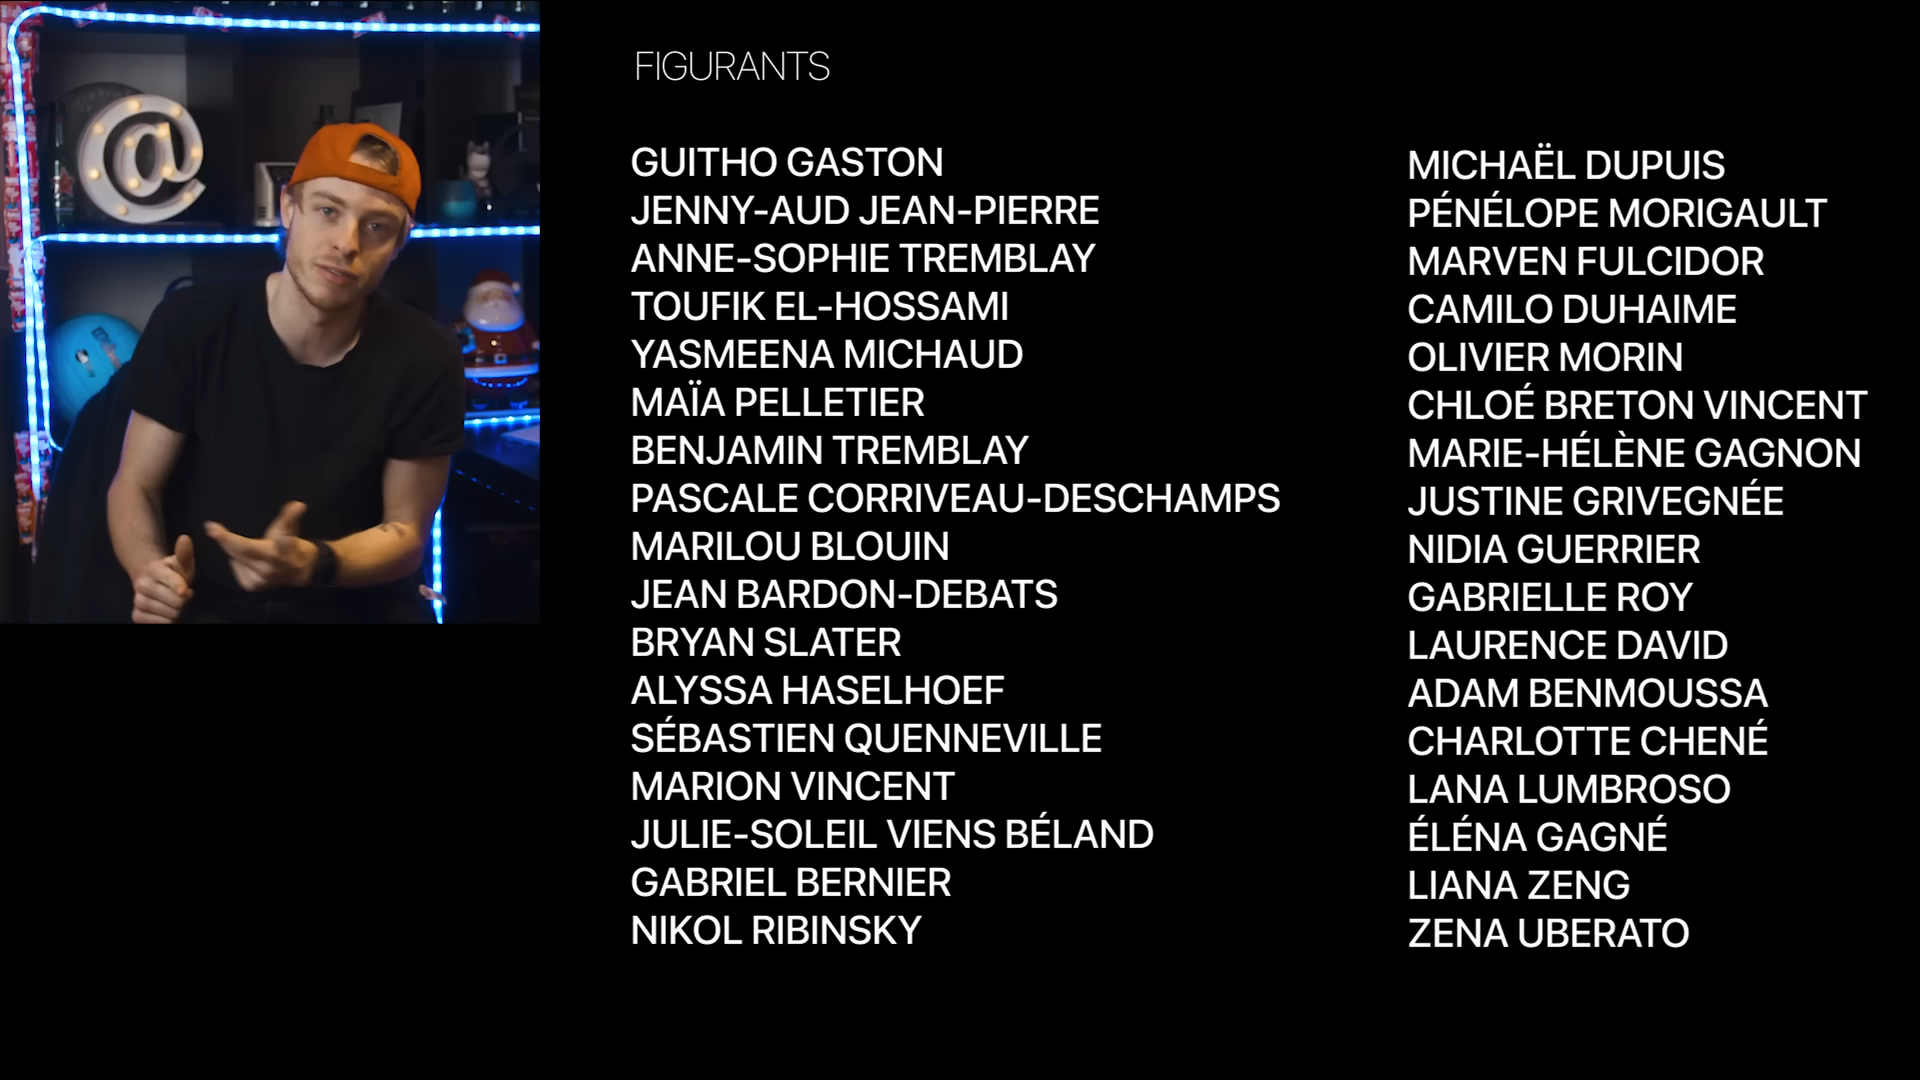 @
FIGURANTS
GUITHO GASTON
JENNY-AUD JEAN-PIERRE
ANNE-SOPHIE TREMBLAY
TOUFIK EL-HOSSAMI
YASMEENA MICHAUD
MAÏA PELLETIER
BENJAMIN TREMBLAY
PASCALE CORRIVEAU-DESCHAMPS
MARILOU BLOUIN
JEAN BARDON-DEBATS
BRYAN SLATER
ALYSSA HASELHOEF
SÉBASTIEN QUENNEVILLE
MARION VINCENT
JULIE-SOLEIL VIENS BÉLAND
GABRIEL BERNIER
NIKOL RIBINSKY
MICHAËL DUPUIS
PÉNÉLOPE MORIGAULT
MARVEN FULCIDOR
CAMILO DUHAIME
OLIVIER MORIN
CHLOÉ BRETON VINCENT
MARIE-HÉLÈNE GAGNON
JUSTINE GRIVEGNÉE
NIDIA GUERRIER
GABRIELLE ROY
LAURENCE DAVID
ADAM BENMOUSSA
CHARLOTTE CHENÉ
LANA LUMBROSO
ÉLÉNA GAGNÉ
LIANA ZENG
ZENA UBERATO